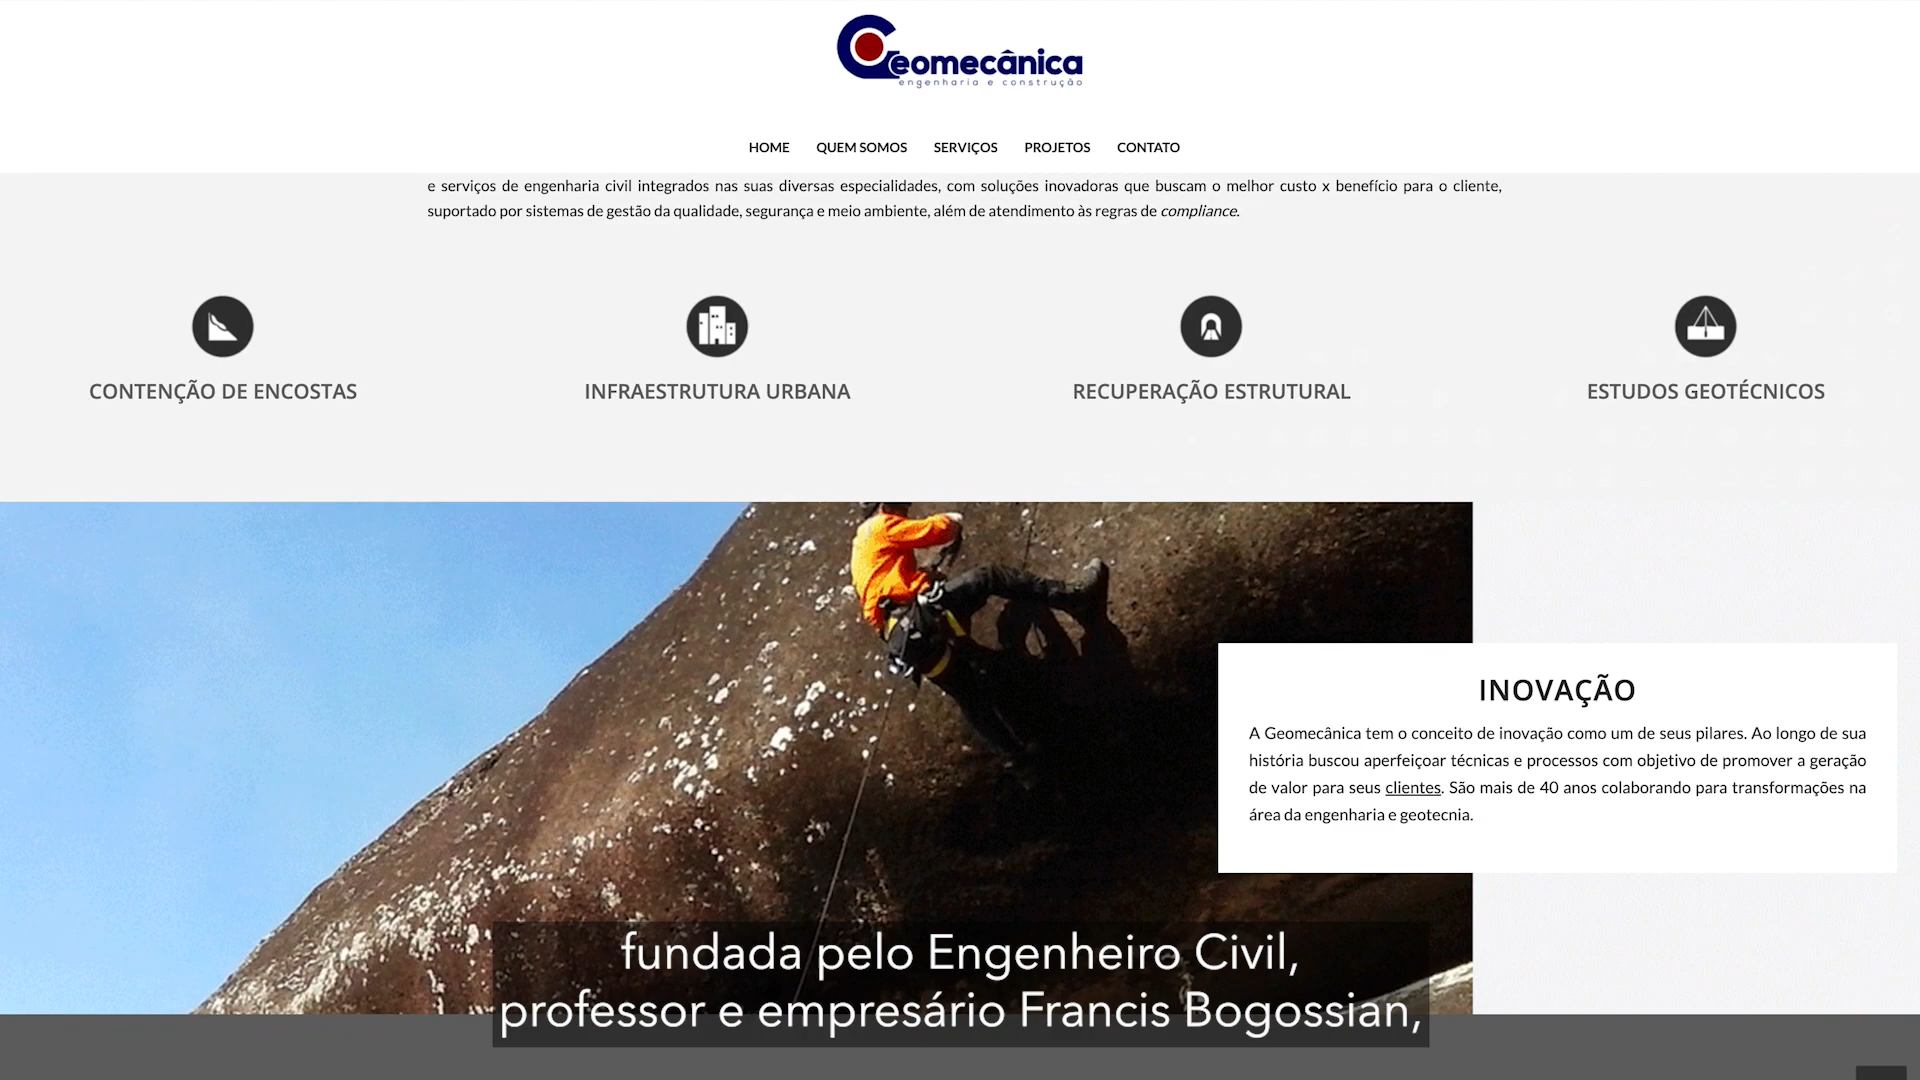 Geomecânica
engenharia e construção
HOME QUEM SOMOS SERVIÇOS PROJETOS CONTATO
e serviços de engenharia civil integrados nas suas diversas especialidades, com soluções inovadoras que buscam o melhor custo x benefício para o cliente,
suportado por sistemas de gestão da qualidade, segurança e meio ambiente, além de atendimento às regras de compliance.
CONTENÇÃO DE ENCOSTAS INFRAESTRUTURA URBANA RECUPERAÇÃO ESTRUTURAL ESTUDOS GEOTÉCNICOS
INOVAÇÃO
A Geomecânica tem o conceito de inovação como um de seus pilares. Ao longo de sua
história buscou aperfeiçoar técnicas e processos com objetivo de promover a geração
de valor para seus clientes. São mais de 40 anos colaborando para transformações na
área da engenharia e geotecnia.
fundada pelo Engenheiro Civil,
professor e empresário Francis Bogossian,